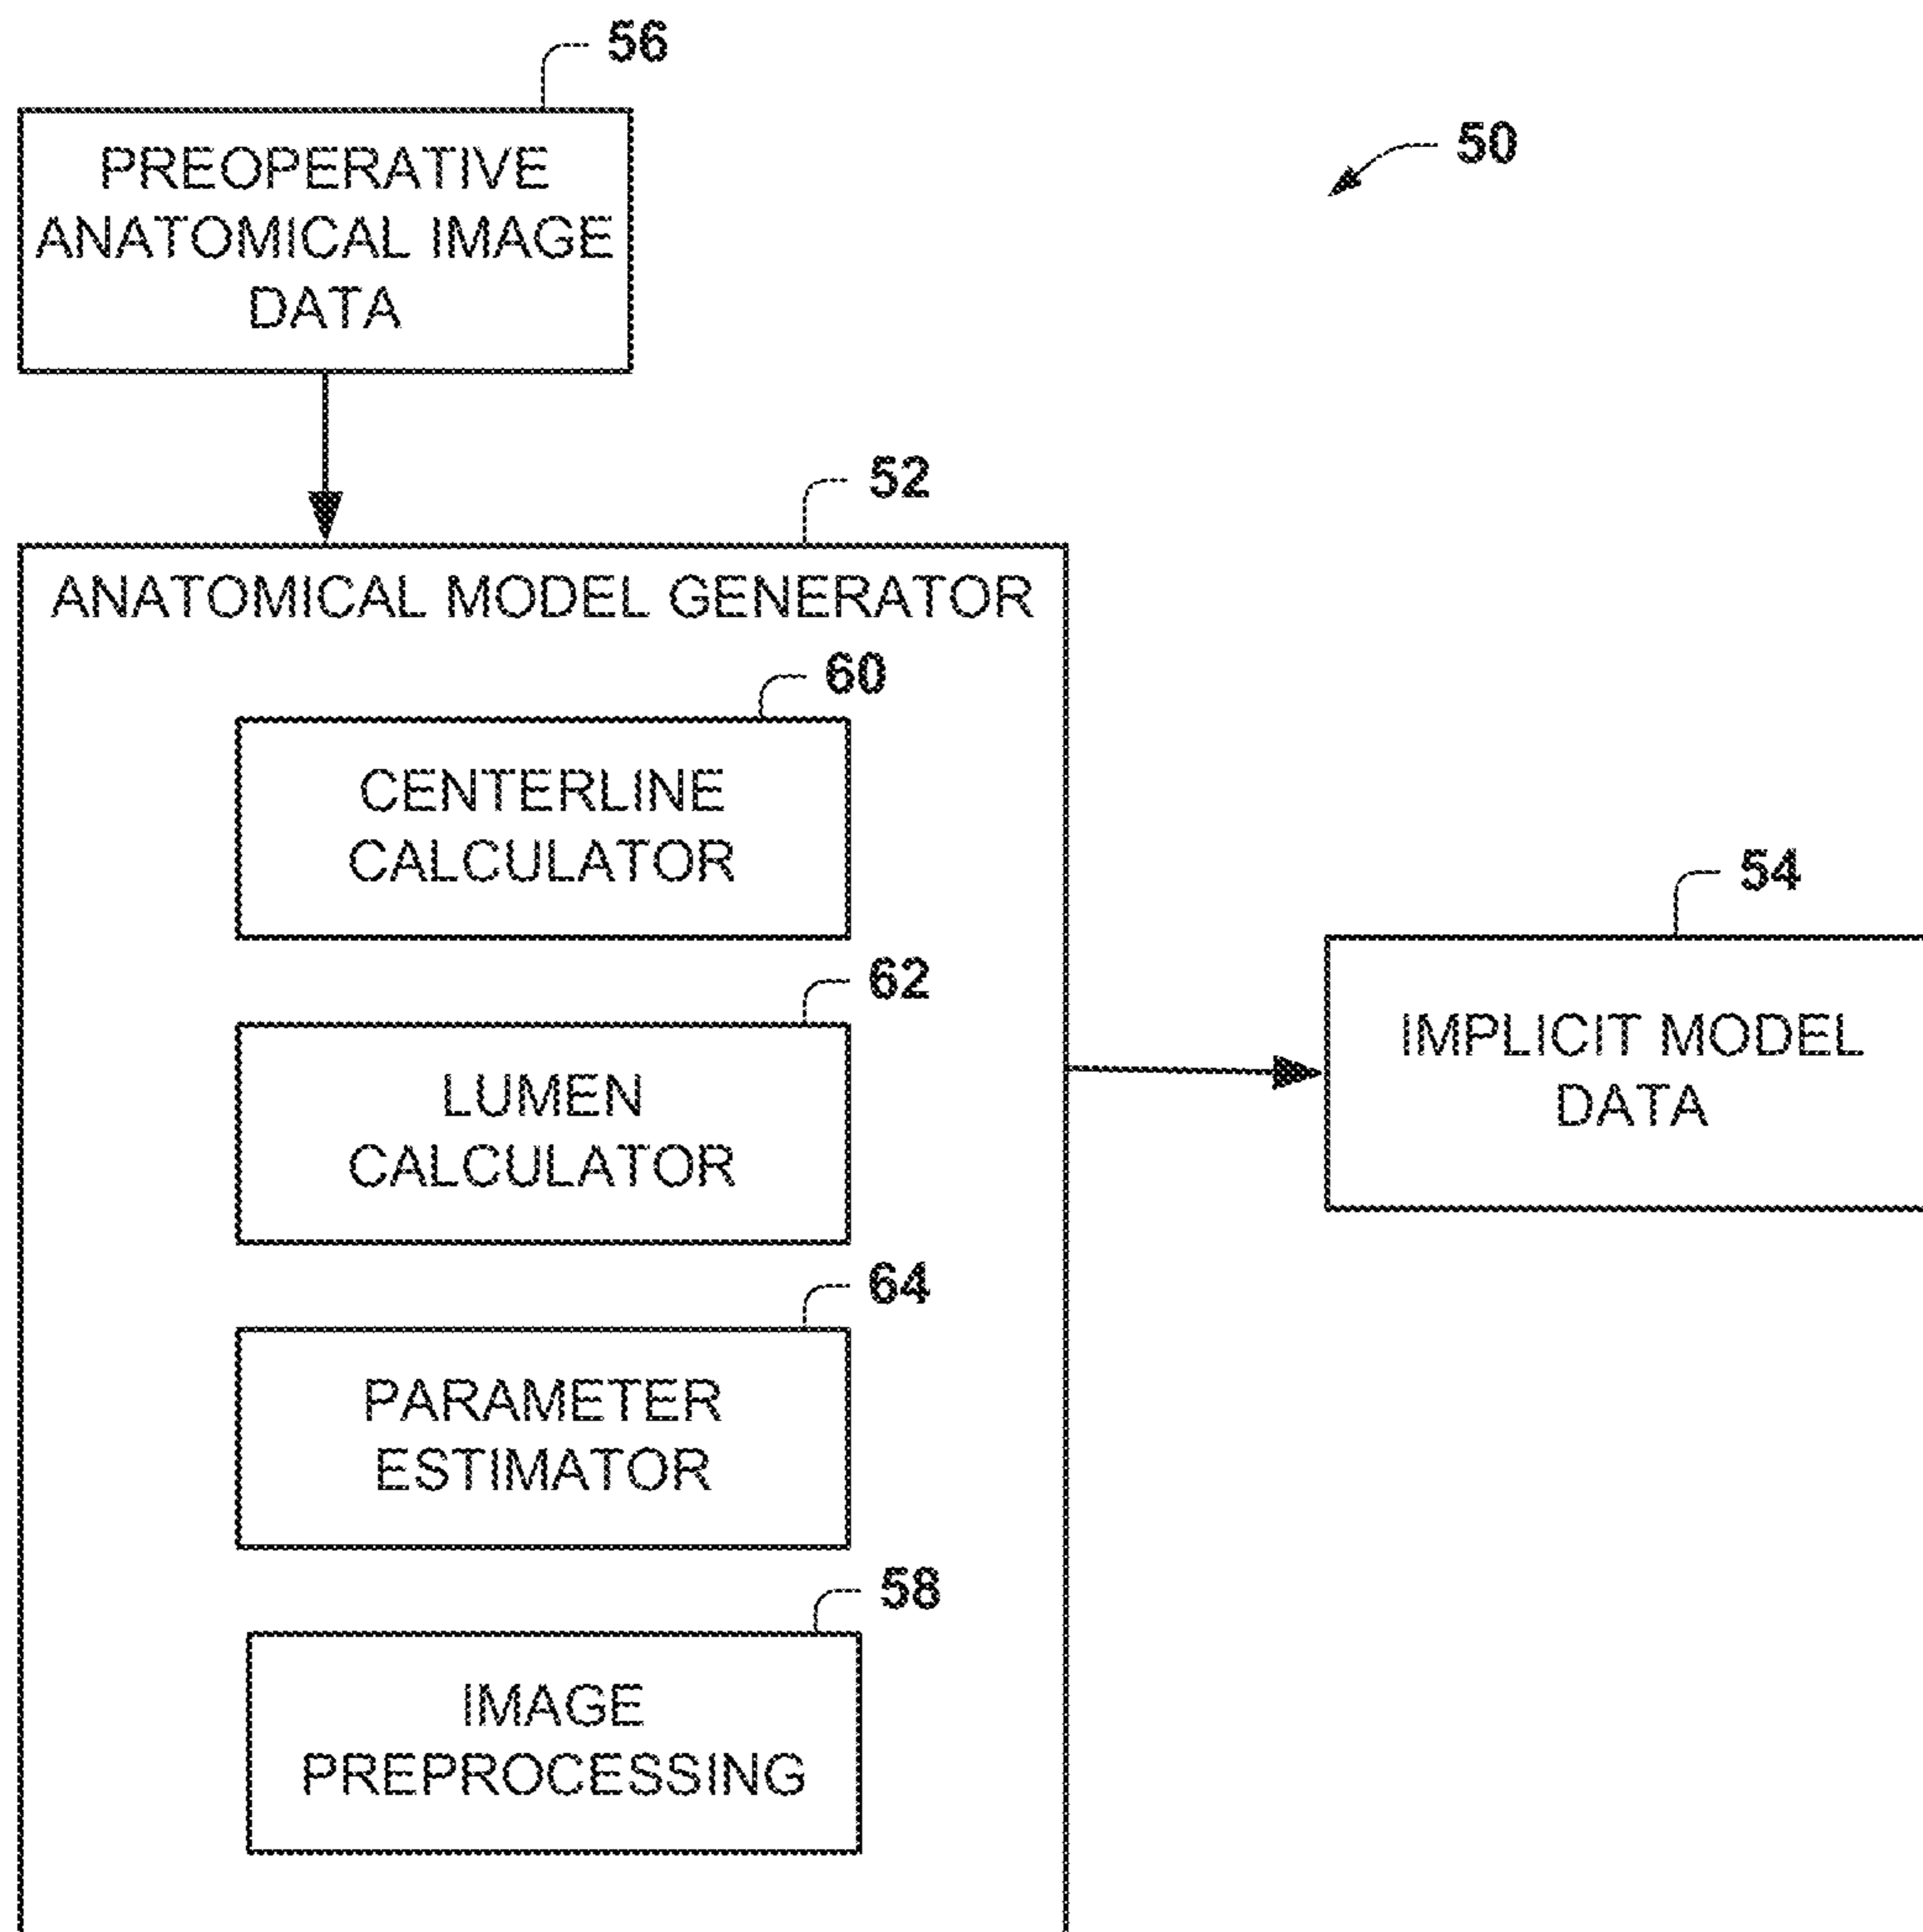 56
PREOPERATIVE
ANATOMICAL IMAGE
DATA
50
52
ANATOMICAL MODEL GENERATOR
60
CENTERLINE
CALCULATOR
62
LUMEN
CALCULATOR
54
IMPLICIT MODEL
DATA
64
PARAMETER
ESTIMATOR
58
IMAGE
PREPROCESSING